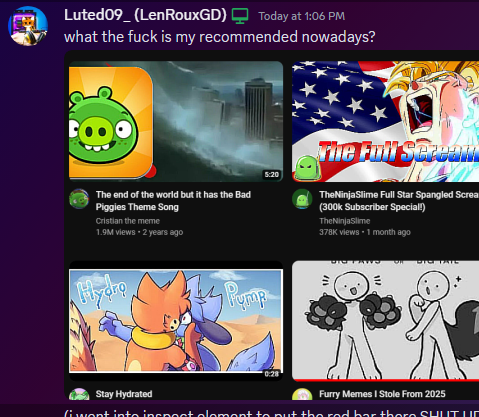 Luted09_ (LenRouxGD) Today at 1:06 PM
what the fuck is my recommended nowadays?
The Full Scream
5:20
The end of the world but it has the Bad
Piggies Theme Song
Cristian the meme
1.9M views • 2 years ago
TheNinjaSlime Full Star Spangled Screa
(300k Subscriber Special!)
TheNinjaSlime
378K views • 1 month ago
Hydro Pump
0:28
BIG PAWS OR BIG TAIL
Stay Hydrated
Furry Memes I Stole From 2025
(i went into inspect element to put the red bar there SHUT UP